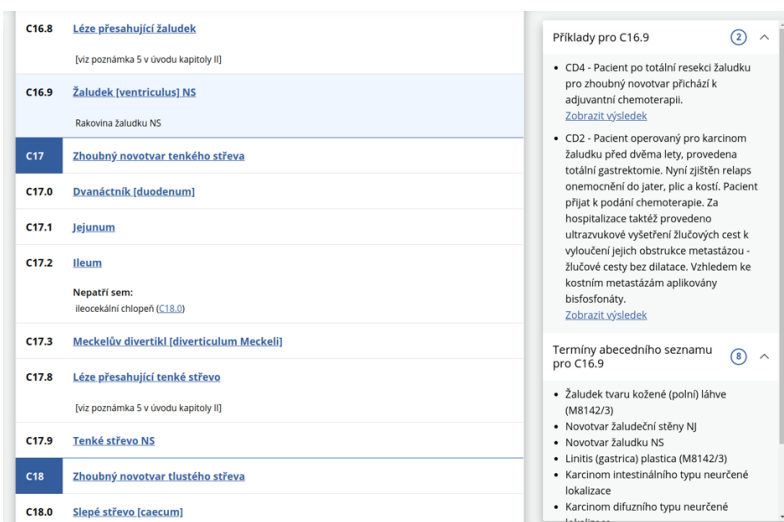 C16.8 Léze přesahující žaludek
[viz poznámka 5 v úvodu kapitoly II]
C16.9 Žaludek [ventriculus] NS
Rakovina žaludku NS
C17 Zhoubný novotvar tenkého střeva
C17.0 Dvanáctník [duodenum]
C17.1 Jejunum
C17.2 Ileum
Nepatří sem:
ileocekální chlopeň (C18.0)
C17.3 Meckelův divertikl [diverticulum Meckeli]
C17.8 Léze přesahující tenké střevo
[viz poznámka 5 v úvodu kapitoly II]
C17.9 Tenké střevo NS
C18 Zhoubný novotvar tlustého střeva
C18.0 Slepé střevo [caecum]
Příklady pro C16.9 2
• CD4 - Pacient po totální resekci žaludku
pro zhoubný novotvar přichází k
adjuvantní chemoterapii.
Zobrazit výsledek
• CD2 - Pacient operovaný pro karcinom
žaludku před dvěma lety, provedena
totální gastrektomie. Nyní zjištěn relaps
onemocnění do jater, plic a kostí. Pacient
přijat k podání chemoterapie. Za
hospitalizace taktéž provedeno
ultrazvukové vyšetření žlučových cest k
vyloučení jejich obstrukce metastázou -
žlučové cesty bez dilatace. Vzhledem ke
kostním metastázám aplikovány
bisfosfonáty.
Zobrazit výsledek
Termíny abecedního seznamu 8
pro C16.9
• Žaludek tvaru kožené (polní) láhve
(M8142/3)
• Novotvar žaludeční stěny NJ
• Novotvar žaludku NS
• Linitis (gastrica) plastica (M8142/3)
• Karcinom intestinálního typu neurčené
lokalizace
• Karcinom difuzního typu neurčené